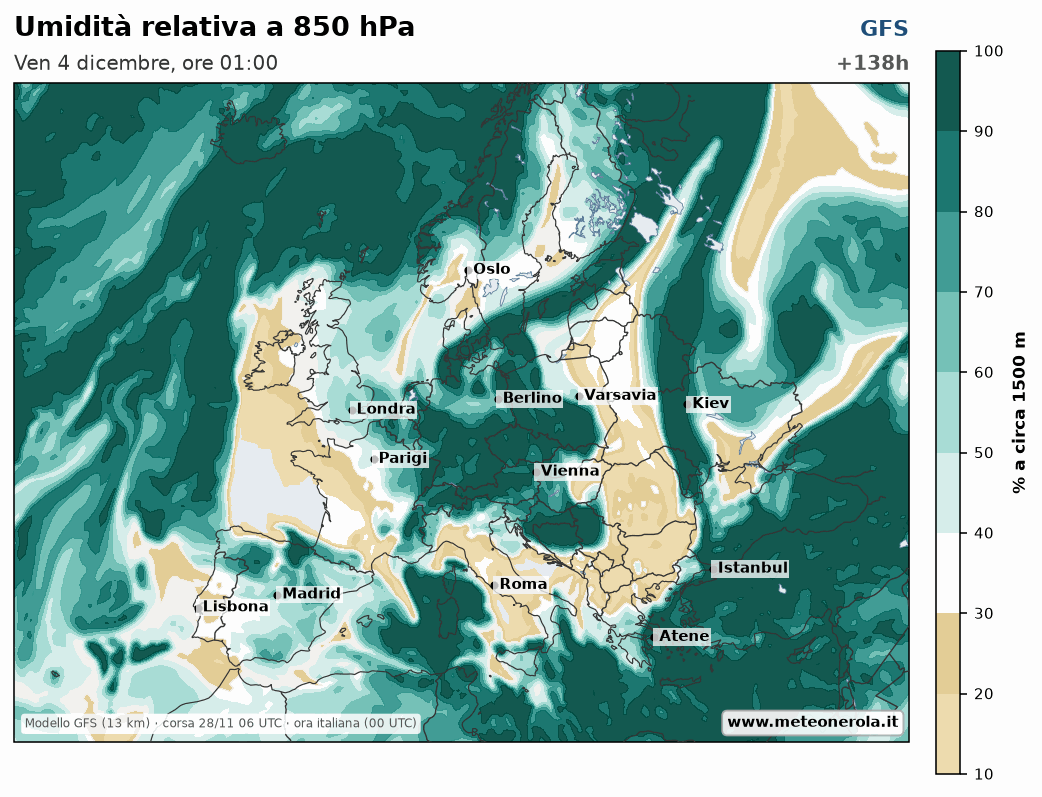 Umidità relativa a 850 hPa
GFS
Ven 4 dicembre, ore 01:00
+138h
100
90
80
70
60
50
40
30
20
10
% a circa 1500 m
Oslo
Londra
Berlino
Varsavia
Kiev
Parigi
Vienna
Istanbul
Roma
Madrid
Lisbona
Atene
Modello GFS (13 km) · corsa 28/11 06 UTC · ora italiana (00 UTC)
www.meteonerola.it